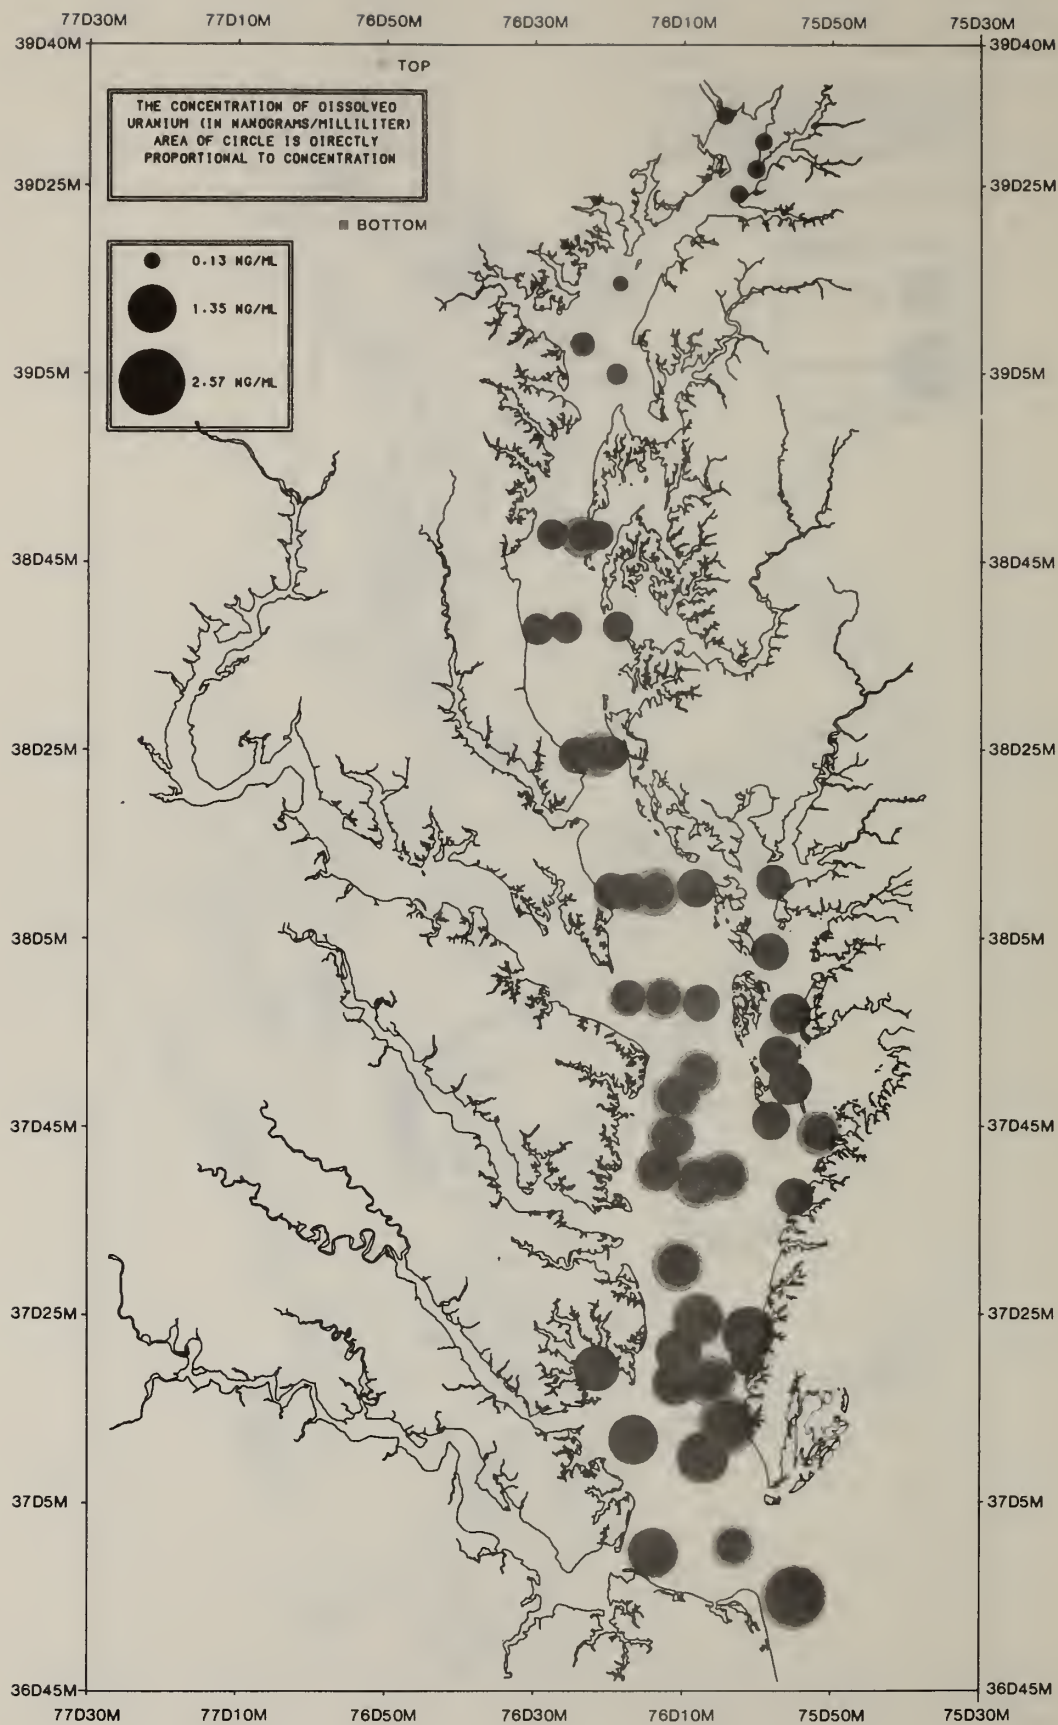 77D30M 77D10M 76D50M 76D30M 76D10M 75D50M 75D30M
39D40M 39D40M
TOP
THE CONCENTRATION OF DISSOLVED
URANIUM (IN NANOGRAMS/MILLILITER)
AREA OF CIRCLE IS DIRECTLY
PROPORTIONAL TO CONCENTRATION
39D25M 39D25M
BOTTOM
0.13 NG/ML
1.35 NG/ML
39D5M 39D5M
2.57 NG/ML
38D45M 38D45M
38D25M 38D25M
38D5M 38D5M
37D45M 37D45M
37D25M 37D25M
37D5M 37D5M
36D45M 36D45M
77D30M 77D10M 76D50M 76D30M 76D10M 75D50M 75D30M